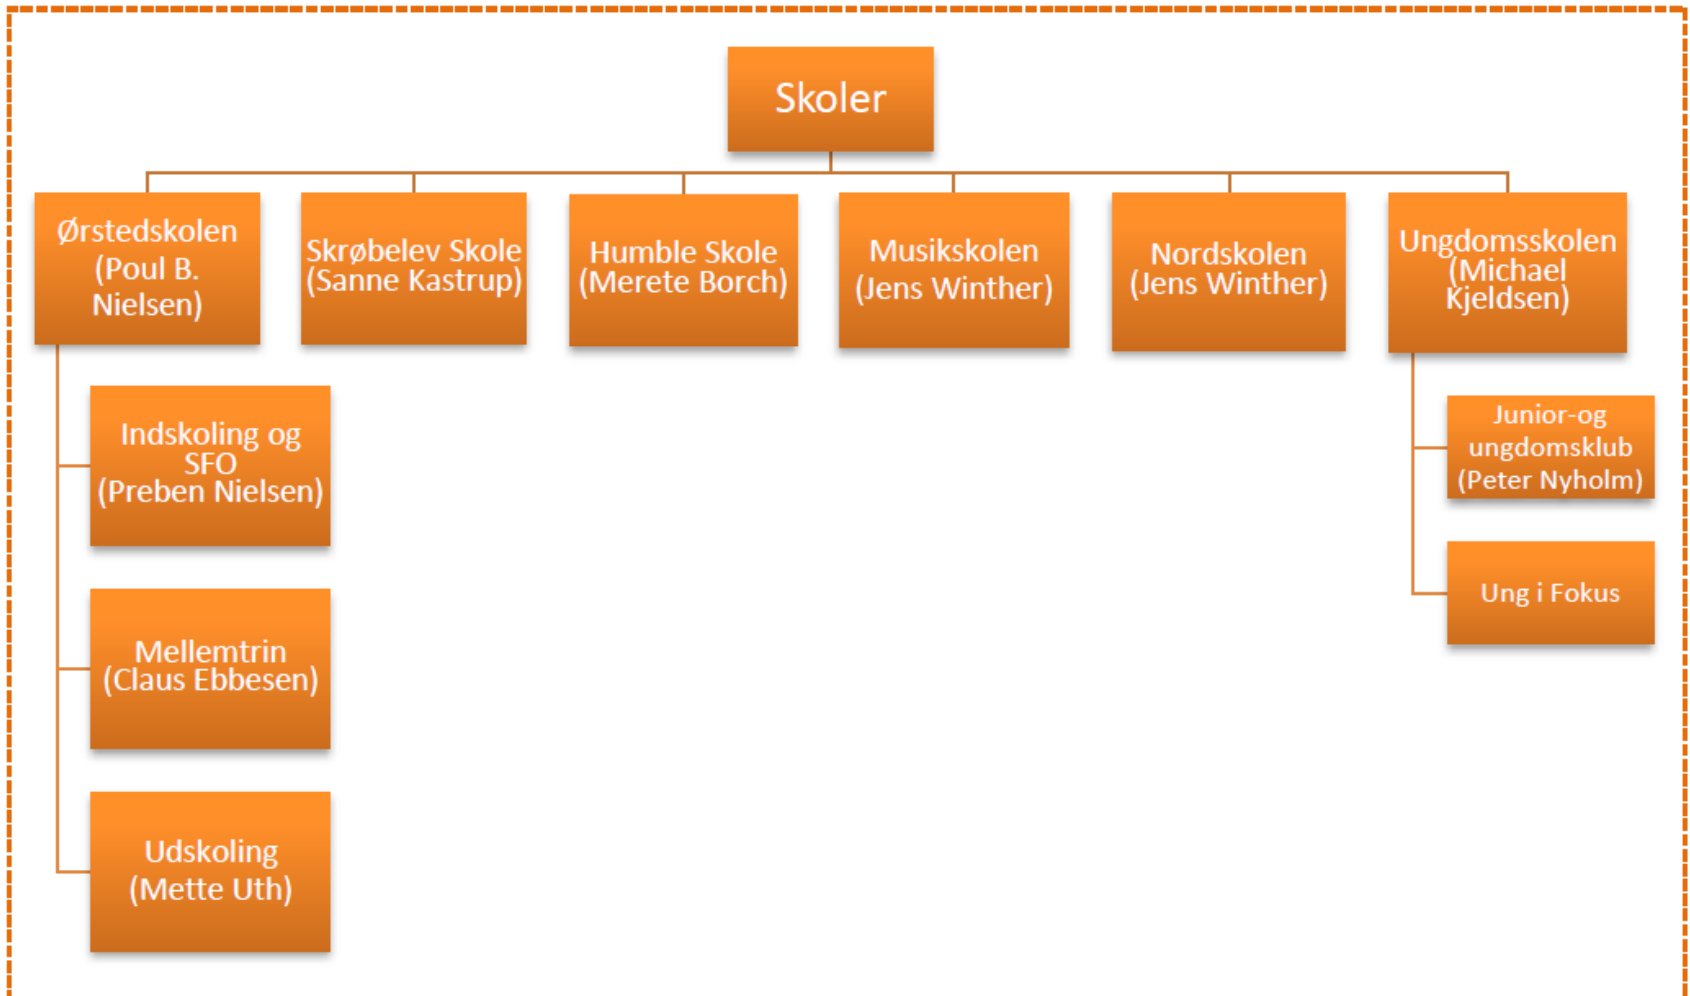 Skoler
Ørstedskolen
(Poul B.
Nielsen)
Skrøbelev Skole
(Sanne Kastrup)
Humble Skole
(Merete Borch)
Musikskolen
(Jens Winther)
Nordskolen
(Jens Winther)
Ungdomsskolen
(Michael
Kjeldsen)
Indskoling og
SFO
(Preben Nielsen)
Mellemtrin
(Claus Ebbesen)
Udskoling
(Mette Uth)
Junior-og
ungdomsklub
(Peter Nyholm)
Ung i Fokus